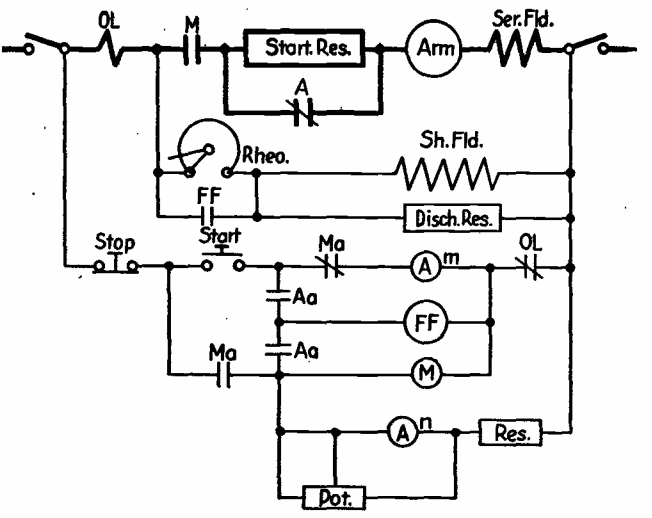 OL M Start. Res. Arm Ser. Fld.
A
Rheo. Sh. Fld.
FF Disch. Res.
Stop Start Ma A m OL
Aa
FF
Aa
Ma M
A n Res.
Pot.